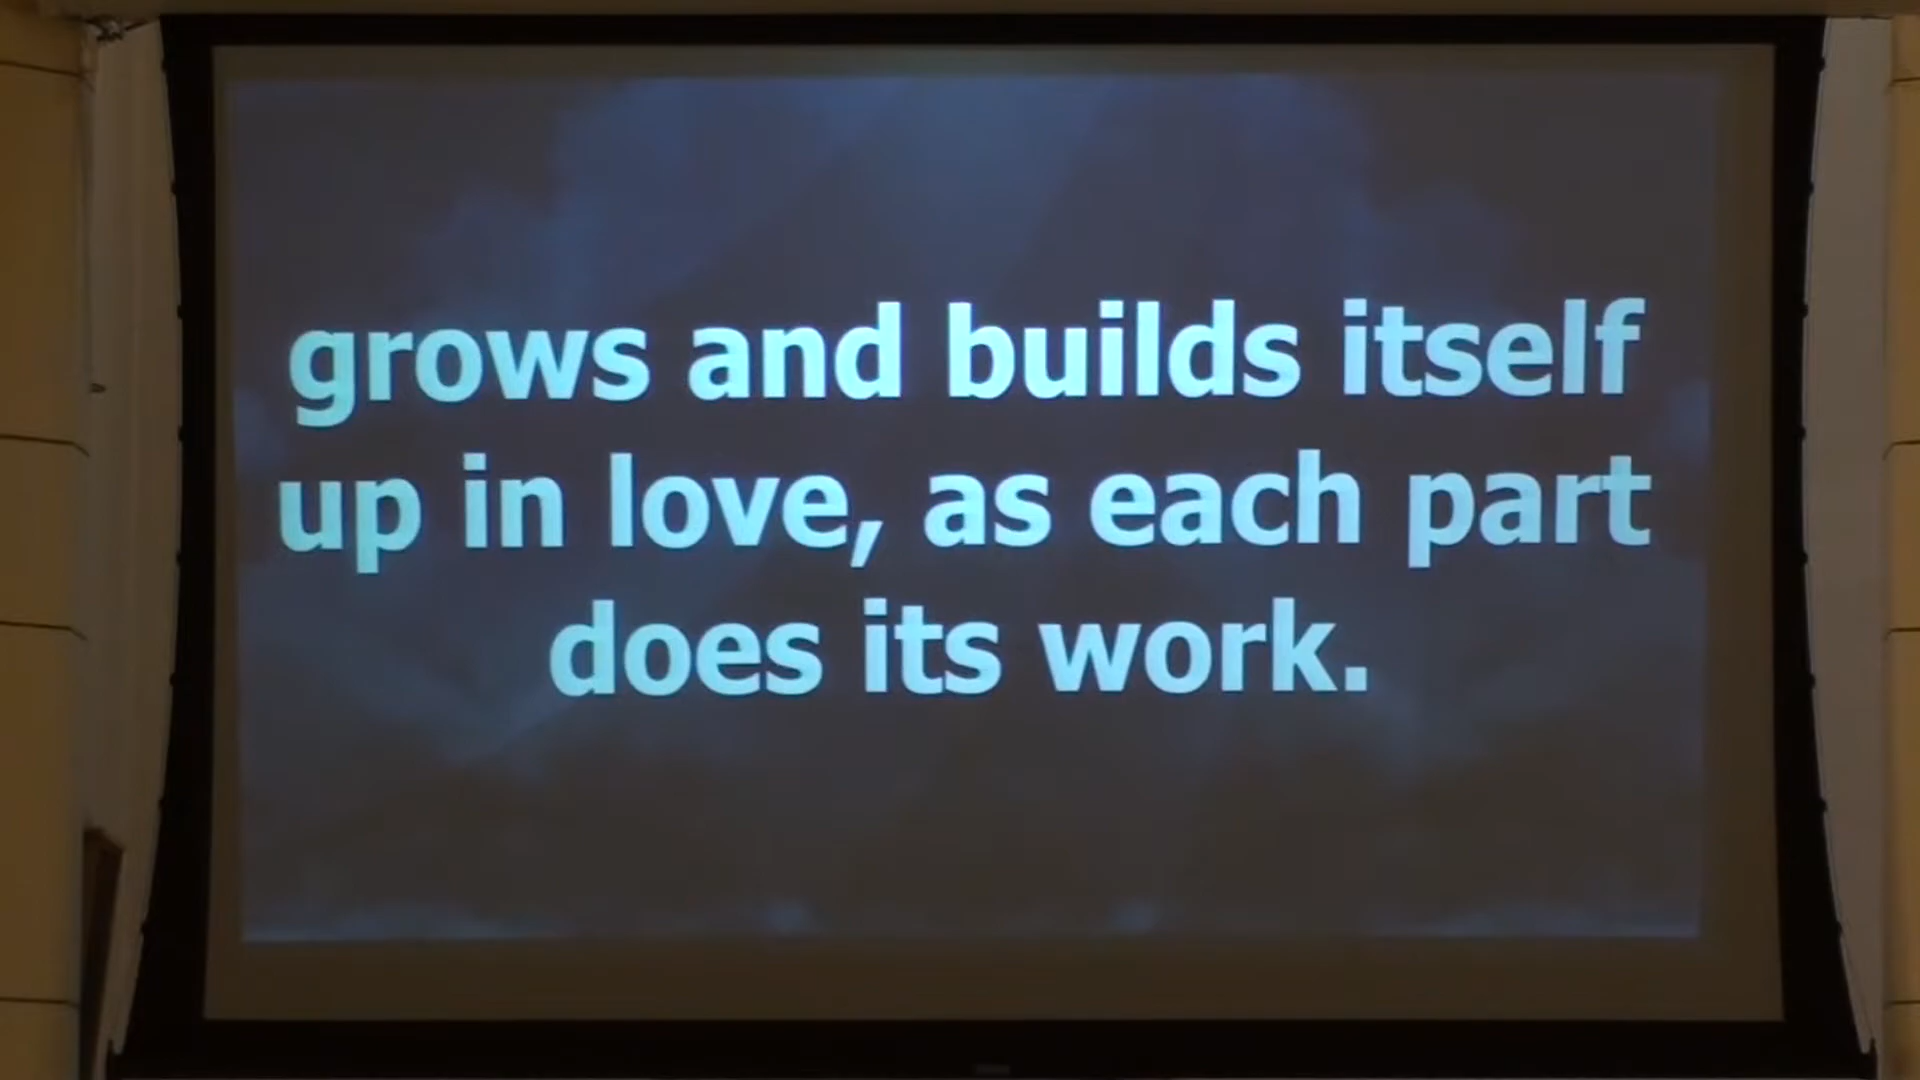 grows and builds itself
up in love, as each part
does its work.